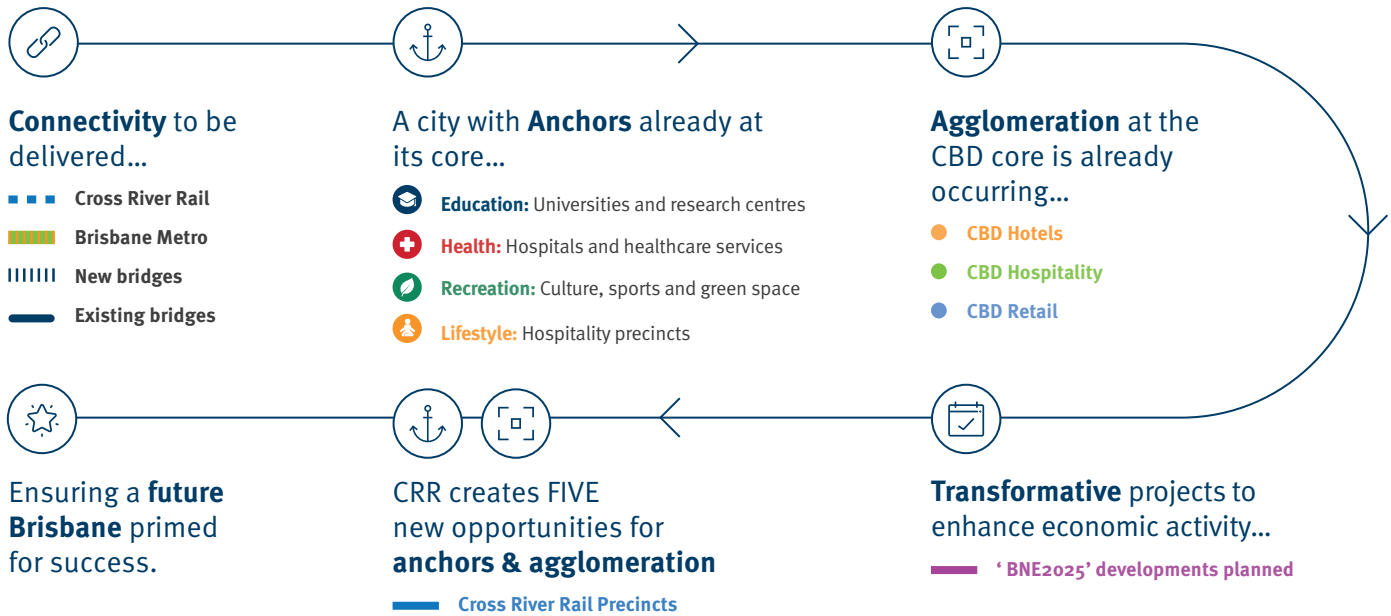 Connectivity to be
delivered...
Cross River Rail
Brisbane Metro
New bridges
Existing bridges
A city with Anchors already at
its core...
Education: Universities and research centres
Health: Hospitals and healthcare services
Recreation: Culture, sports and green space
Lifestyle: Hospitality precincts
Agglomeration at the
CBD core is already
occurring...
CBD Hotels
CBD Hospitality
CBD Retail
Transformative projects to
enhance economic activity...
‘ BNE2025’ developments planned
CRR creates FIVE
new opportunities for
anchors & agglomeration
Cross River Rail Precincts
Ensuring a future
Brisbane primed
for success.